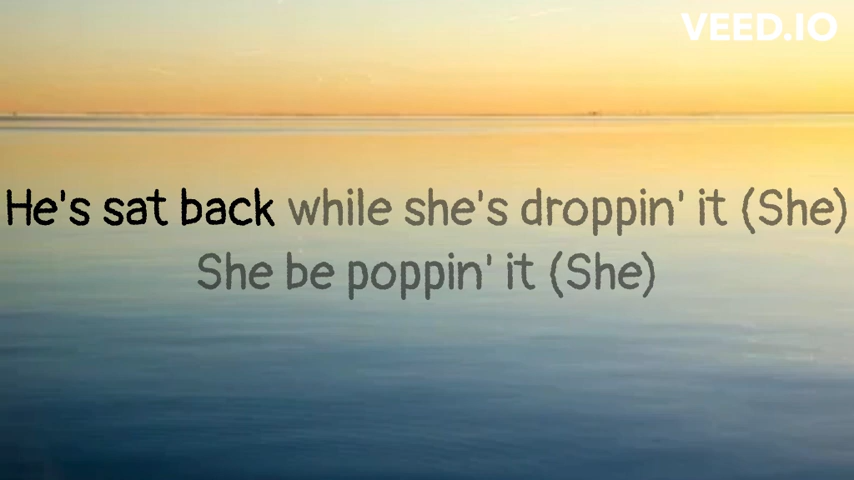 VEED.IO
He's sat back while she's droppin' it (She)
She be poppin' it (She)